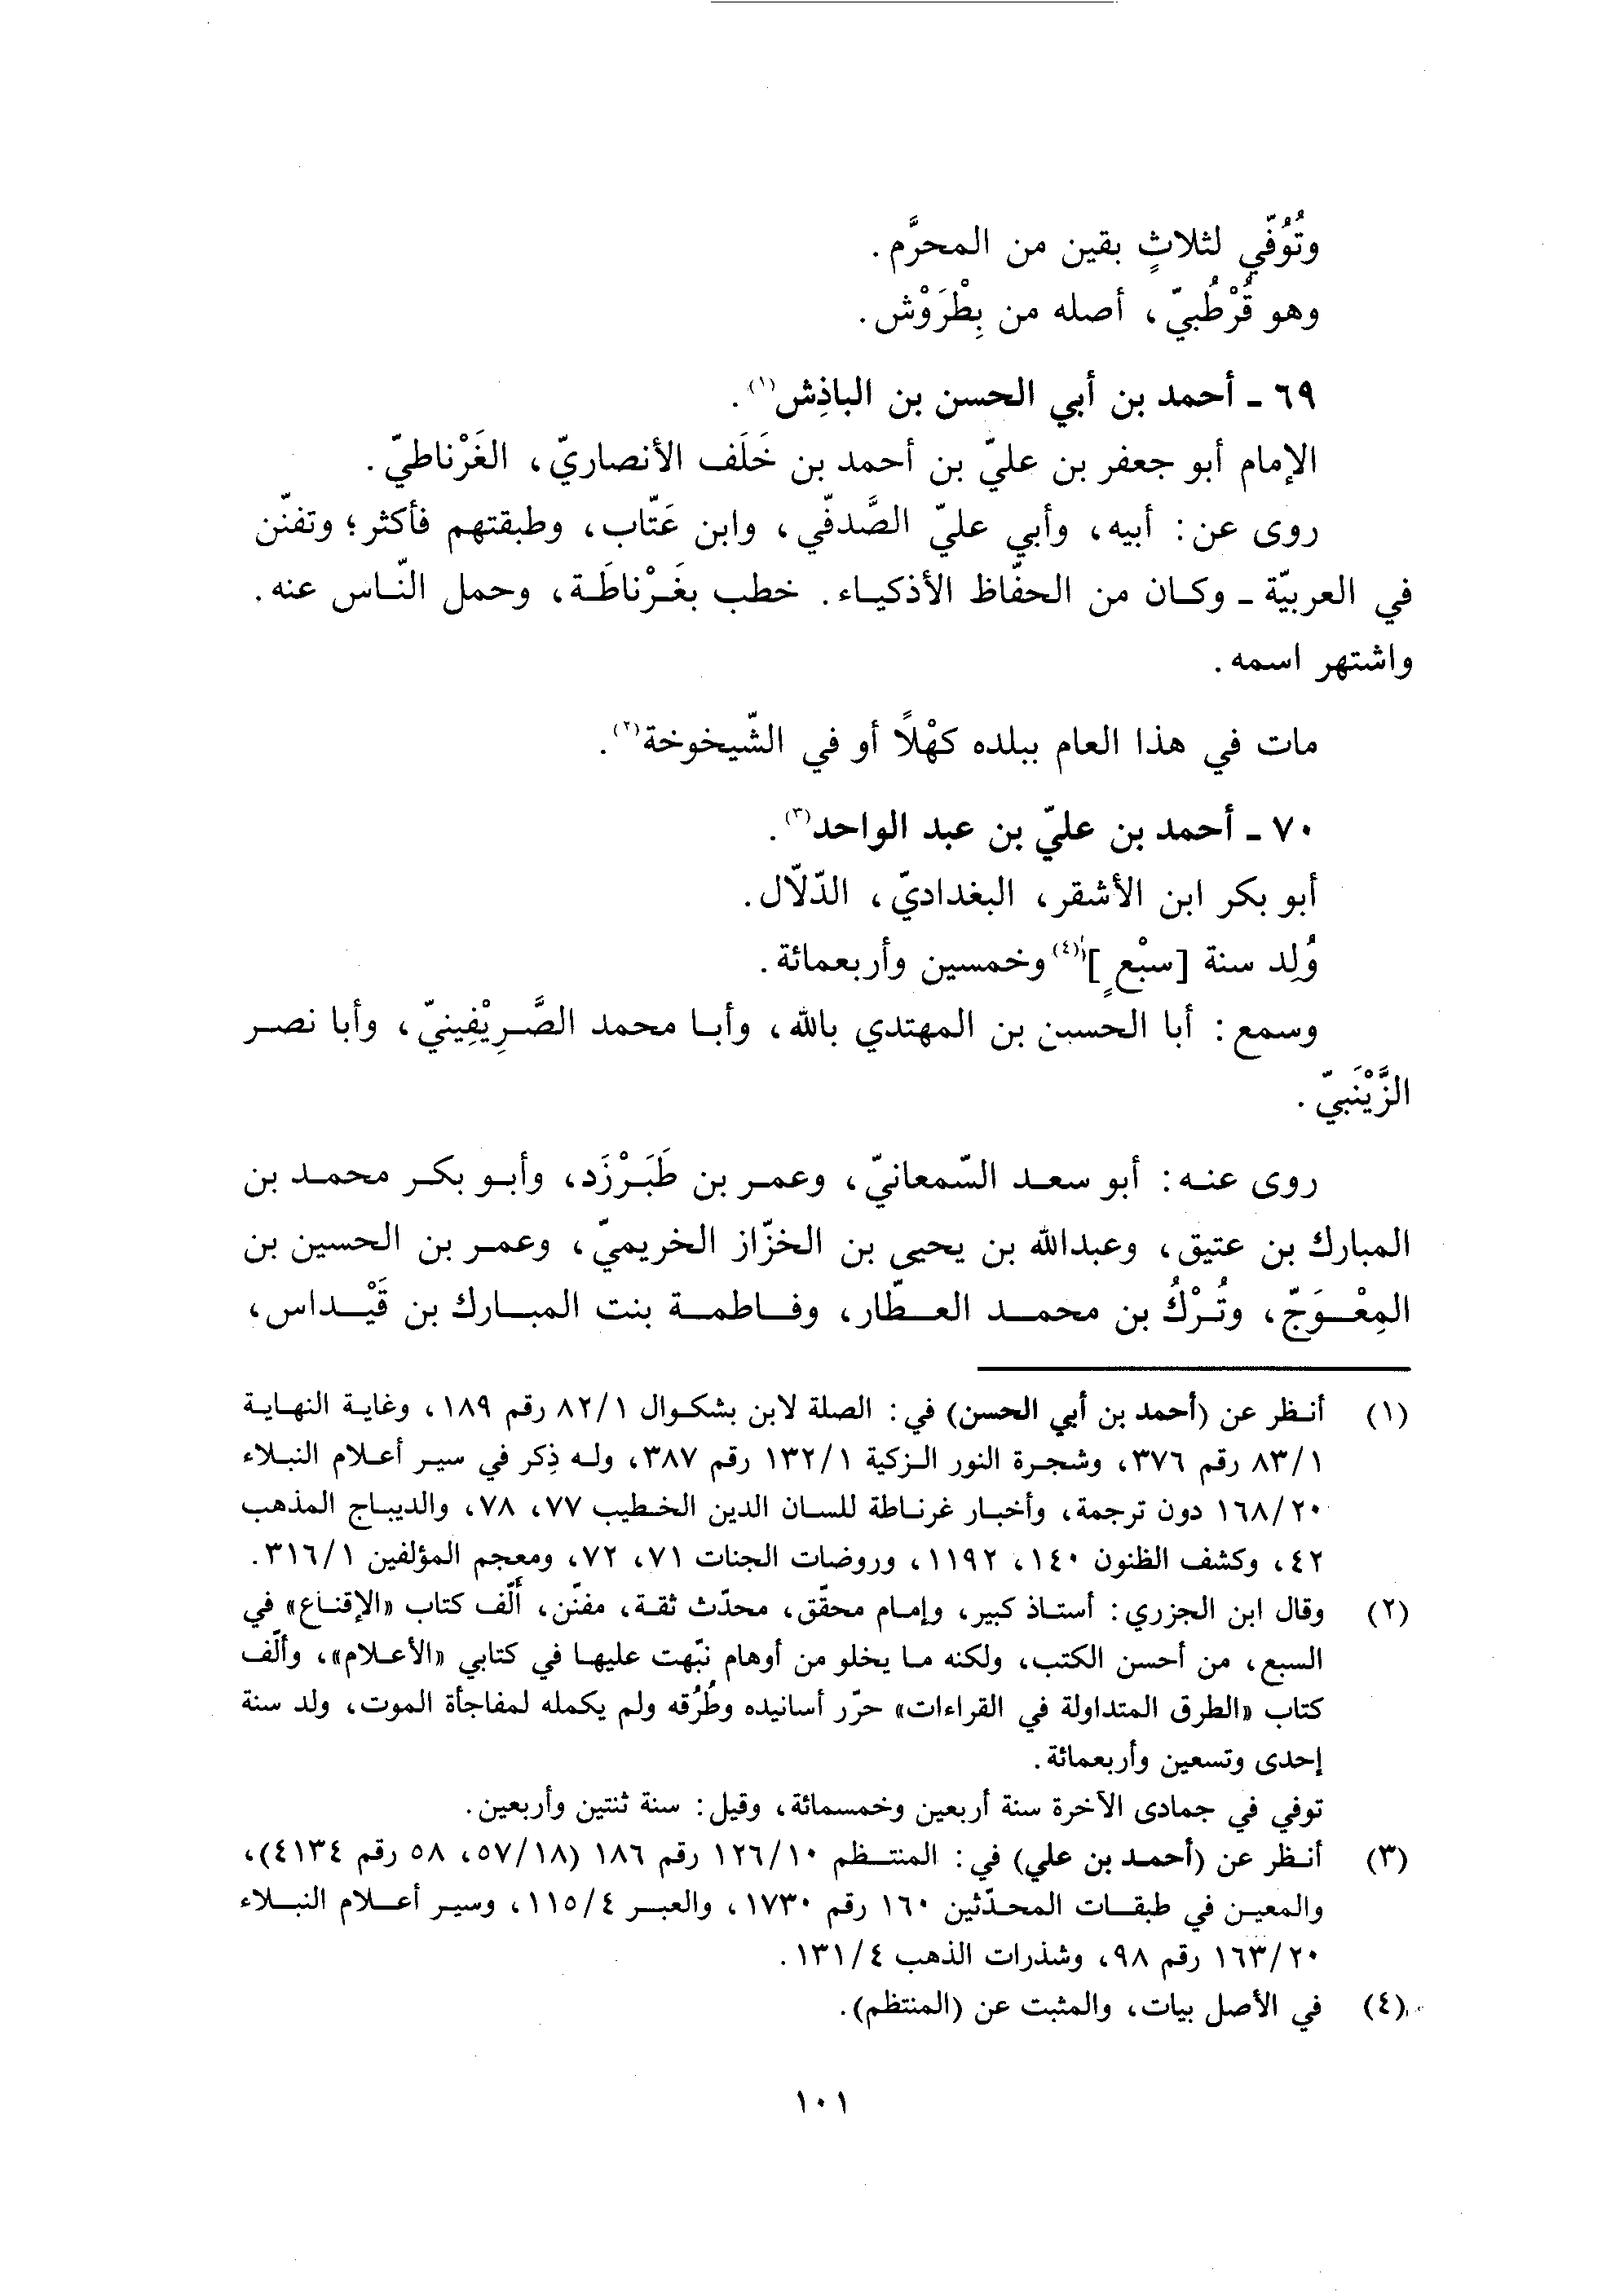 وتُوُفّي لثلاثٍ بقين من المحرَّم.
وهو قُرْطُبيّ، أصله من بِطْرَوْش.
٦٩ ـ أحمد بن أبي الحسن بن الباذِش(١).
الإمام أبو جعفر بن عليّ بن أحمد بن خَلَف الأنصاريّ، الغَرْناطيّ.
روى عن: أبيه، وأبي عليّ الصَّدفّي، وابن عَتّاب، وطبقتهم فأكثر؛ وتفنّن
في العربيّة ـ وكان من الحفّاظ الأذكياء. خطب بغَرْناطَة، وحمل النّاس عنه.
واشتهر اسمه.
مات في هذا العام ببلده كهْلاً أو في الشّيخوخة(٢).
٧٠ ـ أحمد بن عليّ بن عبد الواحد(٣).
أبو بكر ابن الأشقر، البغداديّ، الدّلّال.
وُلِد سنة [سبْعٍ](٤) وخمسين وأربعمائة.
وسمع: أبا الحسين بن المهتدي بالله، وأبا محمد الصَّرِيْفِينيّ، وأبا نصر
الزَّيْنَبيّ.
روى عنه: أبو سعد السّمعانيّ، وعمر بن طَبَرْزَد، وأبو بكر محمد بن
المبارك بن عتيق، وعبدالله بن يحيى بن الخزّاز الخريميّ، وعمر بن الحسين بن
المِعْوَجّ، وتُرْكُ بن محمد العطّار، وفاطمة بنت المبارك بن قَيْداس،
(١) أنظر عن (أحمد بن أبي الحسن) في: الصلة لابن بشكوال ٨٢/١ رقم ١٨٩، وغاية النهاية
٨٣/١ رقم ٣٧٦، وشجرة النور الزكية ١٣٢/١ رقم ٣٨٧، وله ذِكر في سير أعلام النبلاء
١٦٨/٢٠ دون ترجمة، وأخبار غرناطة للسان الدين الخطيب ٧٧، ٧٨، والديباج المذهب
٤٢، وكشف الظنون ١٤٠، ١١٩٢، وروضات الجنات ٧١، ٧٢، ومعجم المؤلفين ٣١٦/١.
(٢) وقال ابن الجزري: أستاذ كبير، وإمام محقّق، محدّث ثقة، مفنّن، ألّف كتاب «الإقناع» في
السبع، من أحسن الكتب، ولكنه ما يخلو من أوهام نبّهت عليها في كتابي «الأعلام»، وألّف
كتاب «الطرق المتداولة في القراءات» حرّر أسانيده وطُرُقه ولم يكمله لمفاجأة الموت، ولد سنة
إحدى وتسعين وأربعمائة.
توفي في جمادى الآخرة سنة أربعين وخمسمائة، وقيل: سنة ثنتين وأربعين.
(٣) أنظر عن (أحمد بن علي) في: المنتظم ١٢٦/١٠ رقم ١٨٦ (٥٧/١٨، ٥٨ رقم ٤١٣٤)،
والمعين في طبقات المحدّثين ١٦٠ رقم ١٧٣٠، والعبر ١١٥/٤، وسير أعلام النبلاء
١٦٣/٢٠ رقم ٩٨، وشذرات الذهب ١٣١/٤.
(٤) في الأصل بيات، والمثبت عن (المنتظم).
١٠١